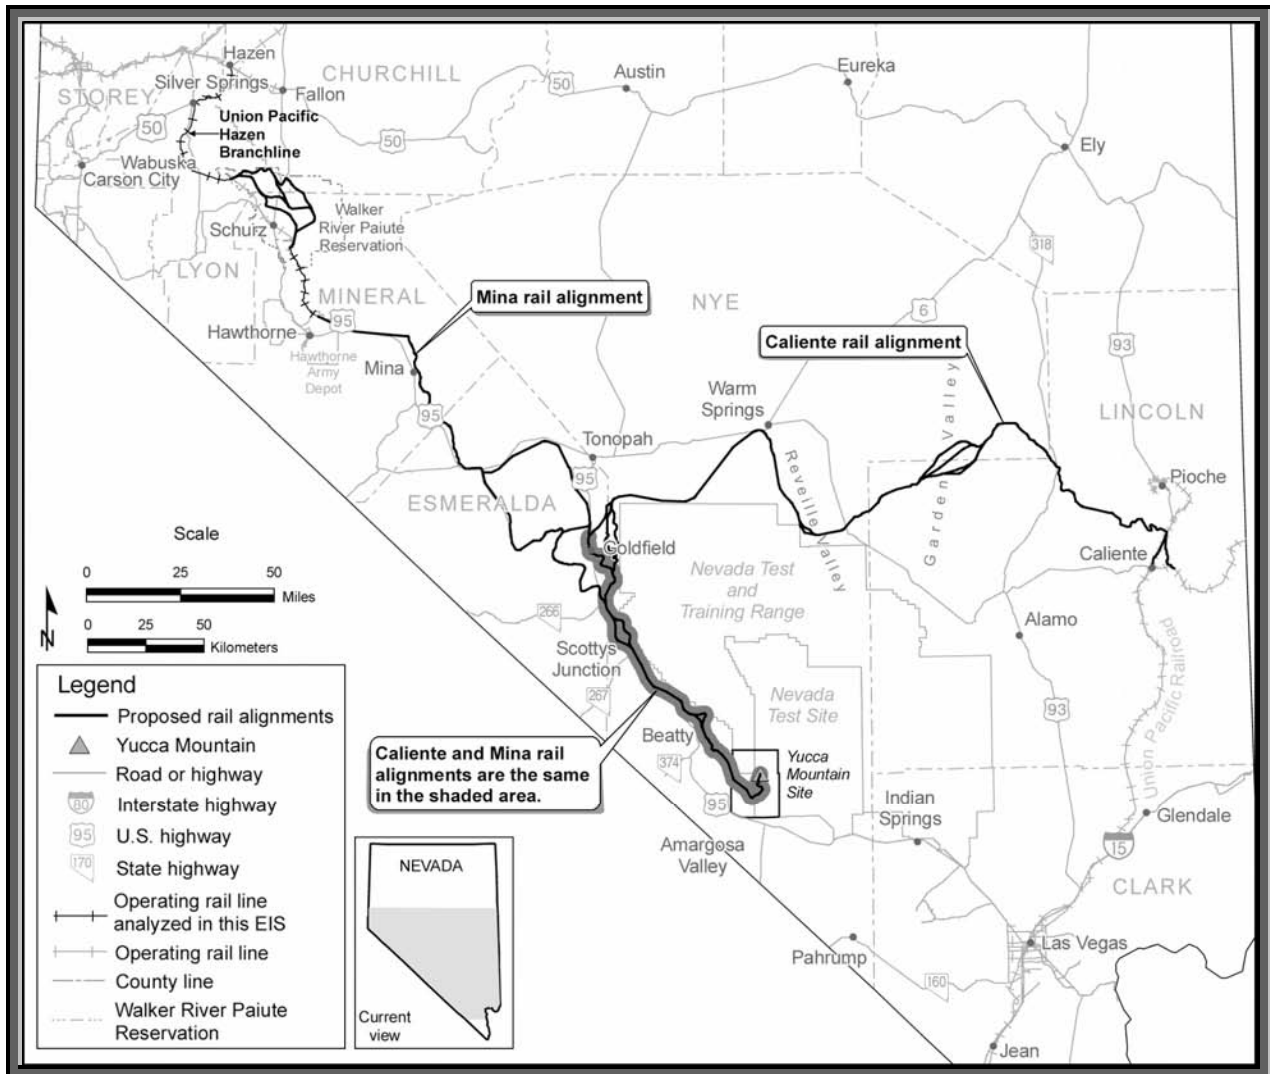 Hazen
CHURCHILL
50
Austin
Eureka
Silver Springs
STOREY
Fallon
Union Pacific
Hazen
Branchline
50
50
Ely
Wabuska
Carson City
Walker
River Paiute
Reservation
Schurz
318
LYON
MINERAL
Mina rail alignment
NYE
6
95
Hawthorne
Caliente rail alignment
93
Hawthorne
Army
Depot
Mina
Warm
Springs
Garden Valley
LINCOLN
95
Tonopah
Reveille Valley
Pioche
95
ESMERALDA
Scale
Goldfield
Caliente
0 25 50
Miles
Nevada Test
and
Training Range
N
0 25 50
Kilometers
266
Alamo
Scottys
Junction
Union Pacific Railroad
267
Nevada
Test Site
93
Beatty
Caliente and Mina rail
alignments are the same
in the shaded area.
374
Yucca
Mountain
Site
95
Indian
Springs
Glendale
Amargosa
Valley
15
CLARK
Las Vegas
Pahrump
160
Jean
Legend
Proposed rail alignments
Yucca Mountain
Road or highway
80
Interstate highway
95
U.S. highway
170
State highway
Operating rail line
analyzed in this EIS
Operating rail line
County line
Walker River Paiute
Reservation
NEVADA
Current
view